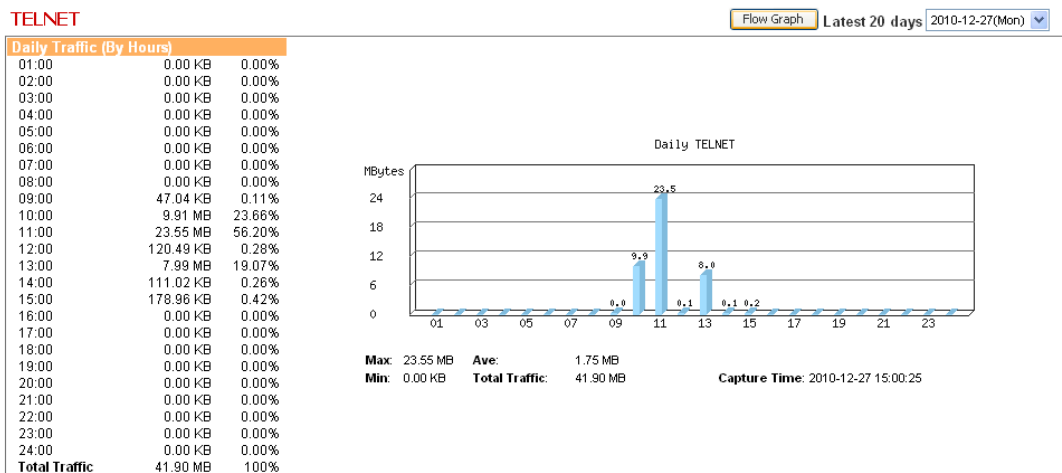 TELNET
Flow Graph Latest 20 days 2010-12-27(Mon)
Daily Traffic (By Hours)
01:00 0.00 KB 0.00%
02:00 0.00 KB 0.00%
03:00 0.00 KB 0.00%
04:00 0.00 KB 0.00%
05:00 0.00 KB 0.00%
06:00 0.00 KB 0.00%
07:00 0.00 KB 0.00%
08:00 0.00 KB 0.00%
09:00 47.04 KB 0.11%
10:00 9.91 MB 23.66%
11:00 23.55 MB 56.20%
12:00 120.49 KB 0.28%
13:00 7.99 MB 19.07%
14:00 111.02 KB 0.26%
15:00 178.96 KB 0.42%
16:00 0.00 KB 0.00%
17:00 0.00 KB 0.00%
18:00 0.00 KB 0.00%
19:00 0.00 KB 0.00%
20:00 0.00 KB 0.00%
21:00 0.00 KB 0.00%
22:00 0.00 KB 0.00%
23:00 0.00 KB 0.00%
24:00 0.00 KB 0.00%
Total Traffic 41.90 MB 100%
Daily TELNET
MBytes
24
18
12
6
0
23.5
9.9
8.0
0.0 0.1 0.1 0.2
01 03 05 07 09 11 13 15 17 19 21 23
Max: 23.55 MB Ave: 1.75 MB
Min: 0.00 KB Total Traffic: 41.90 MB Capture Time: 2010-12-27 15:00:25